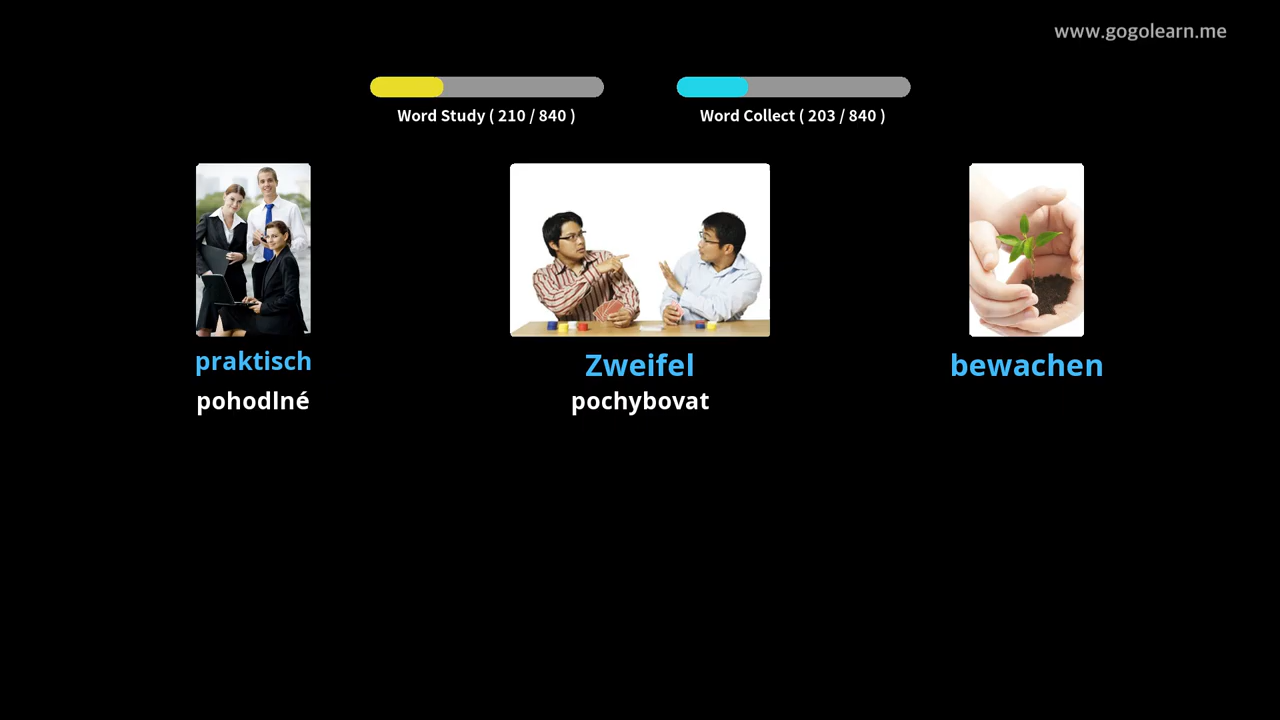 www.gogolearn.me
Word Study ( 210 / 840 )
Word Collect ( 203 / 840 )
praktisch
pohodlné
Zweifel
pochybovat
bewachen